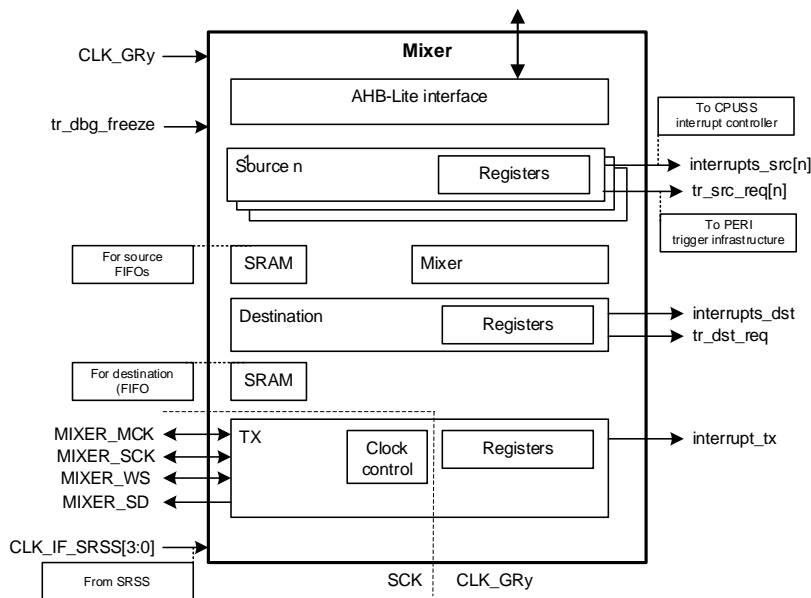 CLK_GRy
Mixer
AHB-Lite interface
To CPUSS
interrupt controller
tr_dbg_freeze
Source n
Registers
interrupts_src[n]
tr_src_req[n]
To PERI
trigger infrastructure
For source
FIFOs
SRAM
Mixer
Destination
Registers
interrupts_dst
tr_dst_req
For destination
(FIFO
SRAM
TX
Clock
control
Registers
interrupt_tx
MIXER_MCK
MIXER_SCK
MIXER_WS
MIXER_SD
CLK_IF_SRSS[3:0]
From SRSS
SCK
CLK_GRy